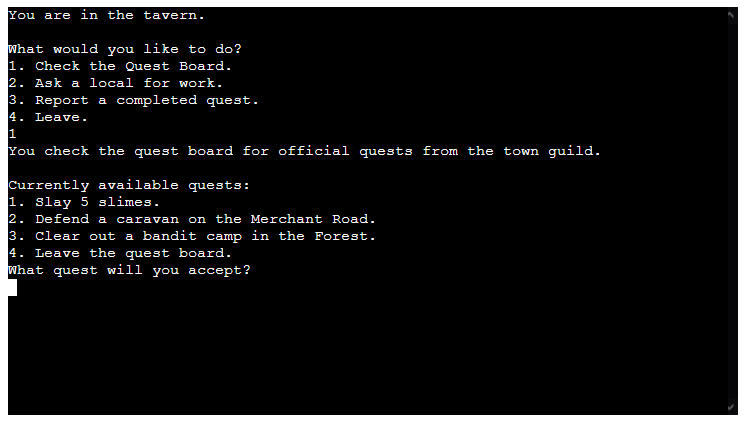 You are in the tavern.
What would you like to do?
1. Check the Quest Board.
2. Ask a local for work.
3. Report a completed quest.
4. Leave.
1
You check the quest board for official quests from the town guild.
Currently available quests:
1. Slay 5 slimes.
2. Defend a caravan on the Merchant Road.
3. Clear out a bandit camp in the Forest.
4. Leave the quest board.
What quest will you accept?